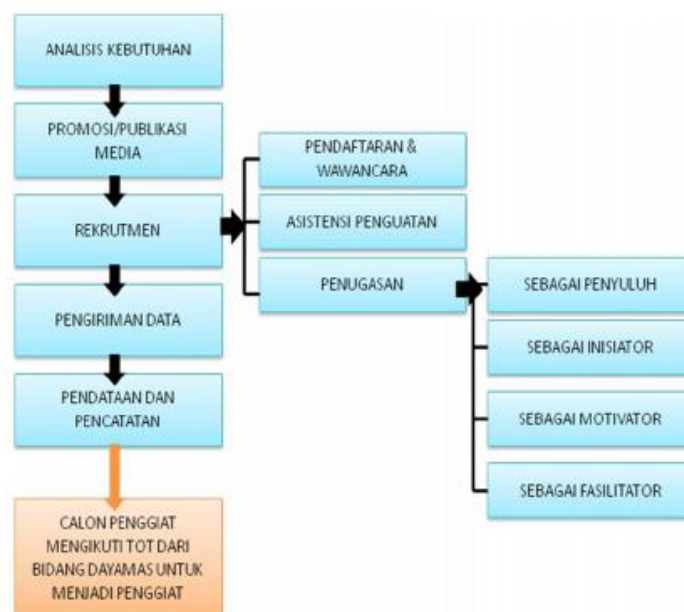 ANALISIS KEBUTUHAN
PROMOSI/PUBLIKASI
MEDIA
REKRUTMEN
PENGIRIMAN DATA
PENDATAAN DAN
PENCATATAN
CALON PENGGIAT
MENGIKUTI TOT DARI
BIDANG DAYAMAS UNTUK
MENJADI PENGGIAT
PENDAFTARAN &
WAWANCARA
ASISTENSI PENGUATAN
PENUGASAN
SEBAGAI PENYULUH
SEBAGAI INISIATOR
SEBAGAI MOTIVATOR
SEBAGAI FASILITATOR